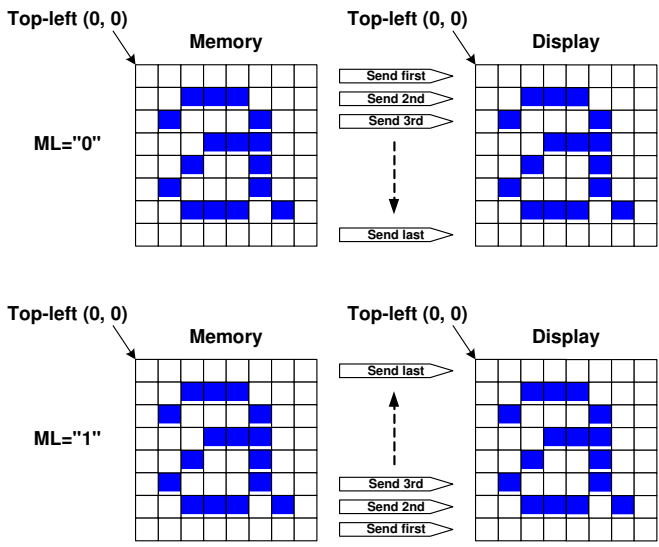 Top-left (0, 0) Top-left (0, 0)
Memory Display
Send first
Send 2nd
Send 3rd
ML="0"
Send last
Top-left (0, 0) Top-left (0, 0)
Memory Display
Send last
ML="1"
Send 3rd
Send 2nd
Send first